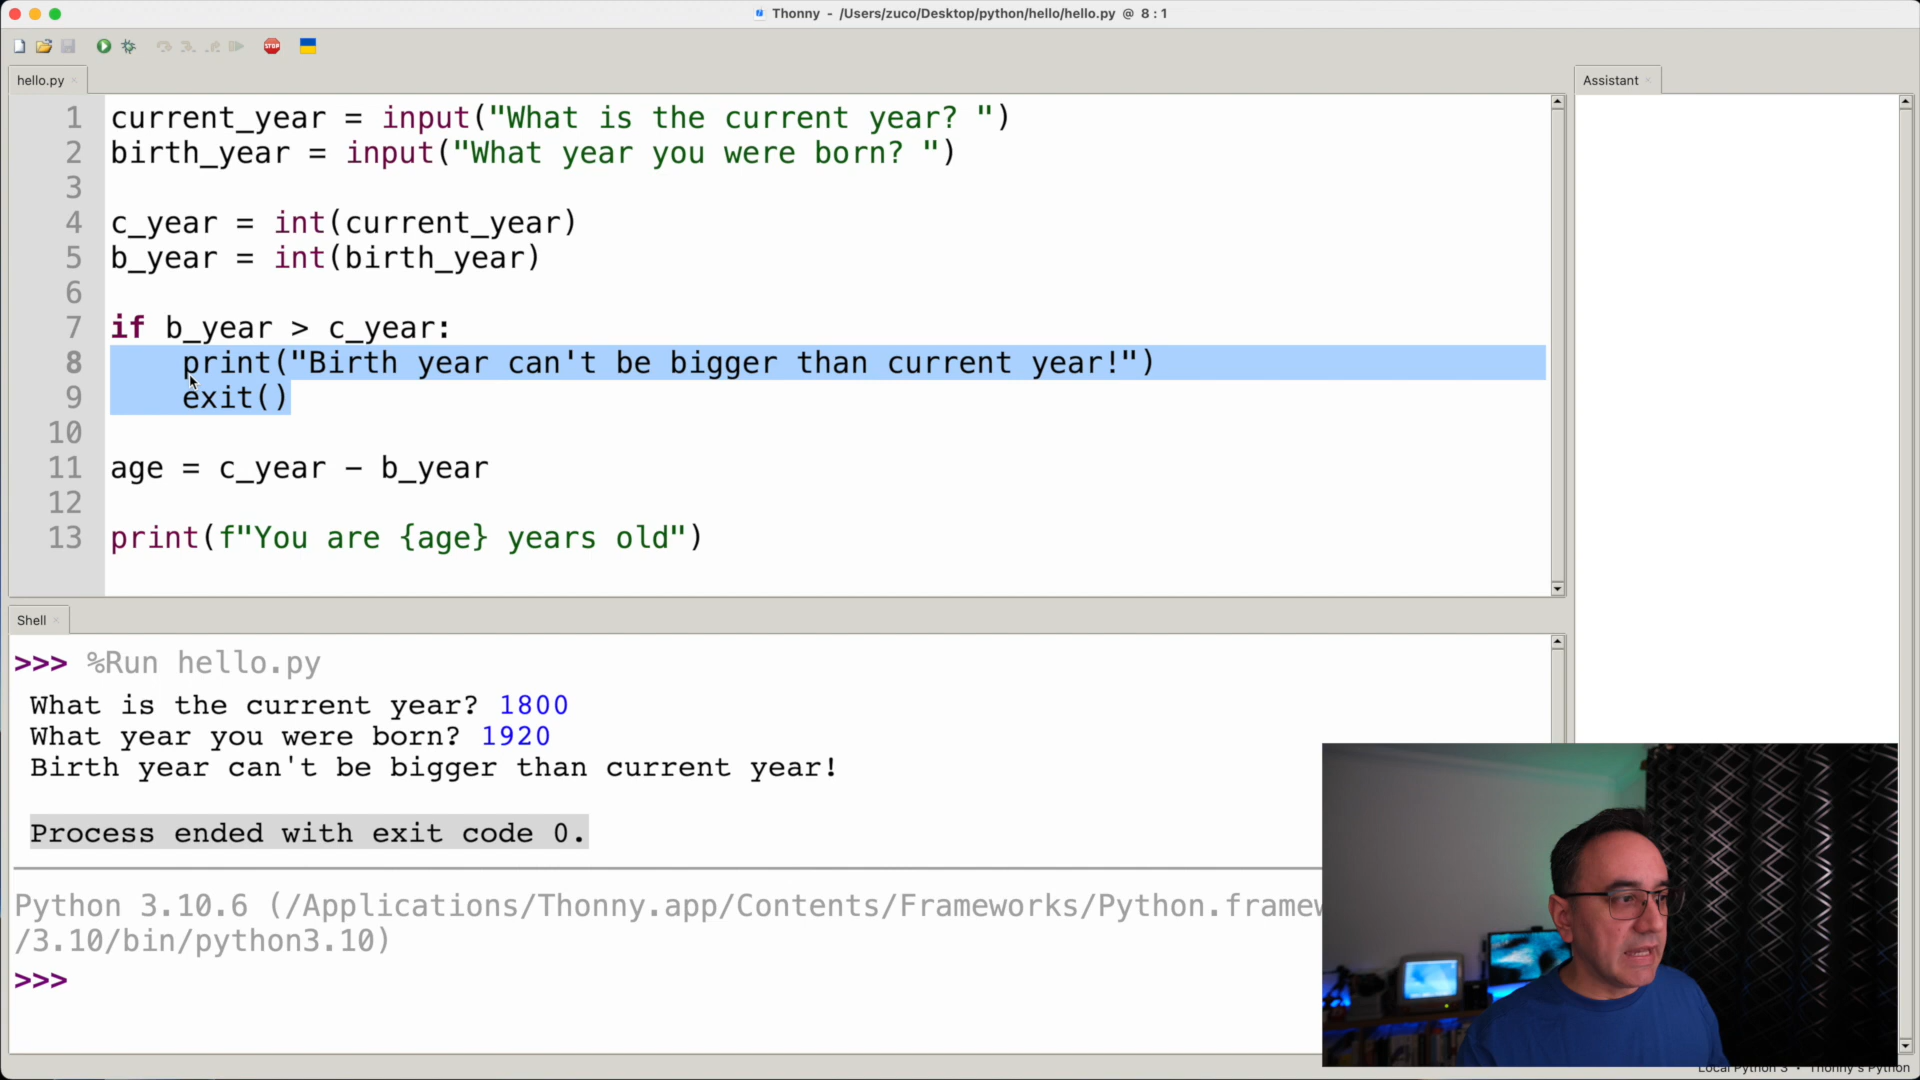 Thonny - /Users/zuco/Desktop/python/hello/hello.py @ 8 : 1
STOP
hello.py
Assistant
1 current_year = input("What is the current year? ")
2 birth_year = input("What year you were born? ")
3
4 c_year = int(current_year)
5 b_year = int(birth_year)
6
7 if b_year > c_year:
8     print("Birth year can't be bigger than current year!")
9     exit()
10
11 age = c_year - b_year
12
13 print(f"You are {age} years old")
Shell
>>> %Run hello.py
What is the current year? 1800
What year you were born? 1920
Birth year can't be bigger than current year!
Process ended with exit code 0.
Python 3.10.6 (/Applications/Thonny.app/Contents/Frameworks/Python.framew
/3.10/bin/python3.10)
>>>
Local Python 3 • Thonny's Python